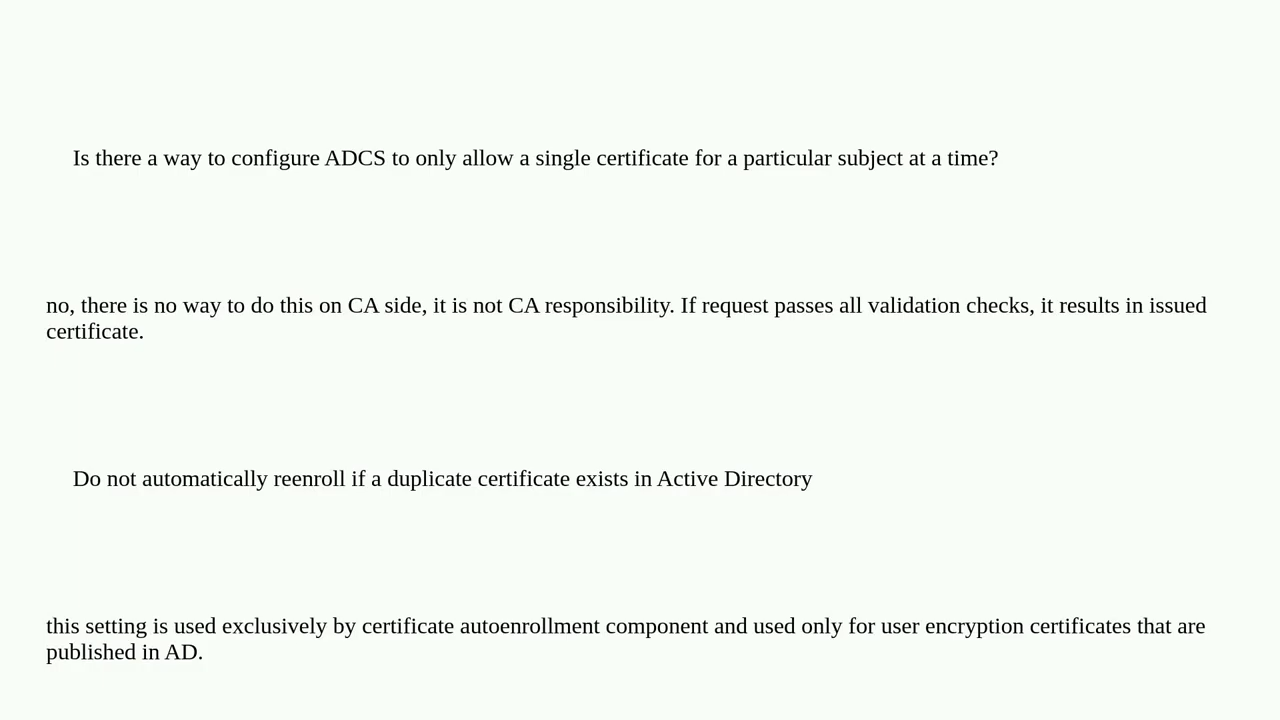 Is there a way to configure ADCS to only allow a single certificate for a particular subject at a time?
no, there is no way to do this on CA side, it is not CA responsibility. If request passes all validation checks, it results in issued
certificate.
Do not automatically reenroll if a duplicate certificate exists in Active Directory
this setting is used exclusively by certificate autoenrollment component and used only for user encryption certificates that are
published in AD.